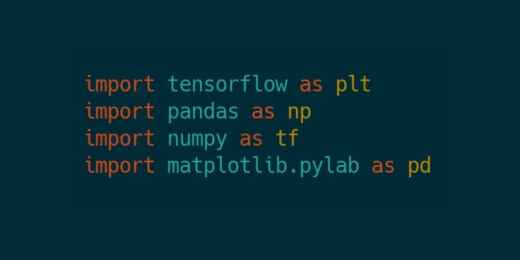 import tensorflow as plt
import pandas as np
import numpy as tf
import matplotlib.pylab as pd